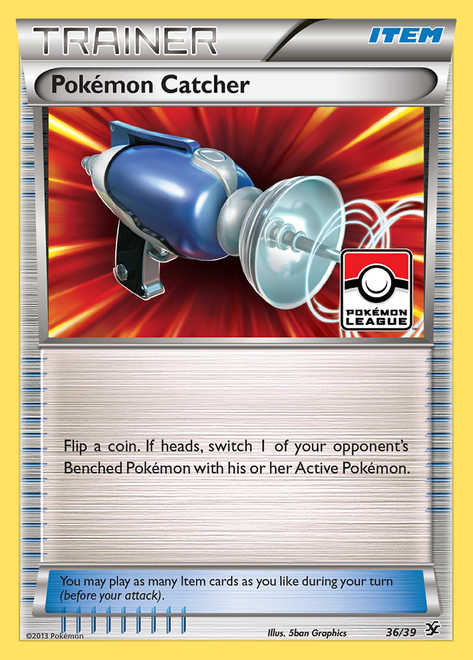 TRAINER
ITEM
Pokémon Catcher
POKÉMON
LEAGUE
Flip a coin. If heads, switch 1 of your opponent's
Benched Pokémon with his or her Active Pokémon.
You may play as many Item cards as you like during your turn
(before your attack).
©2013 Pokémon
Illus. 5ban Graphics
36/39